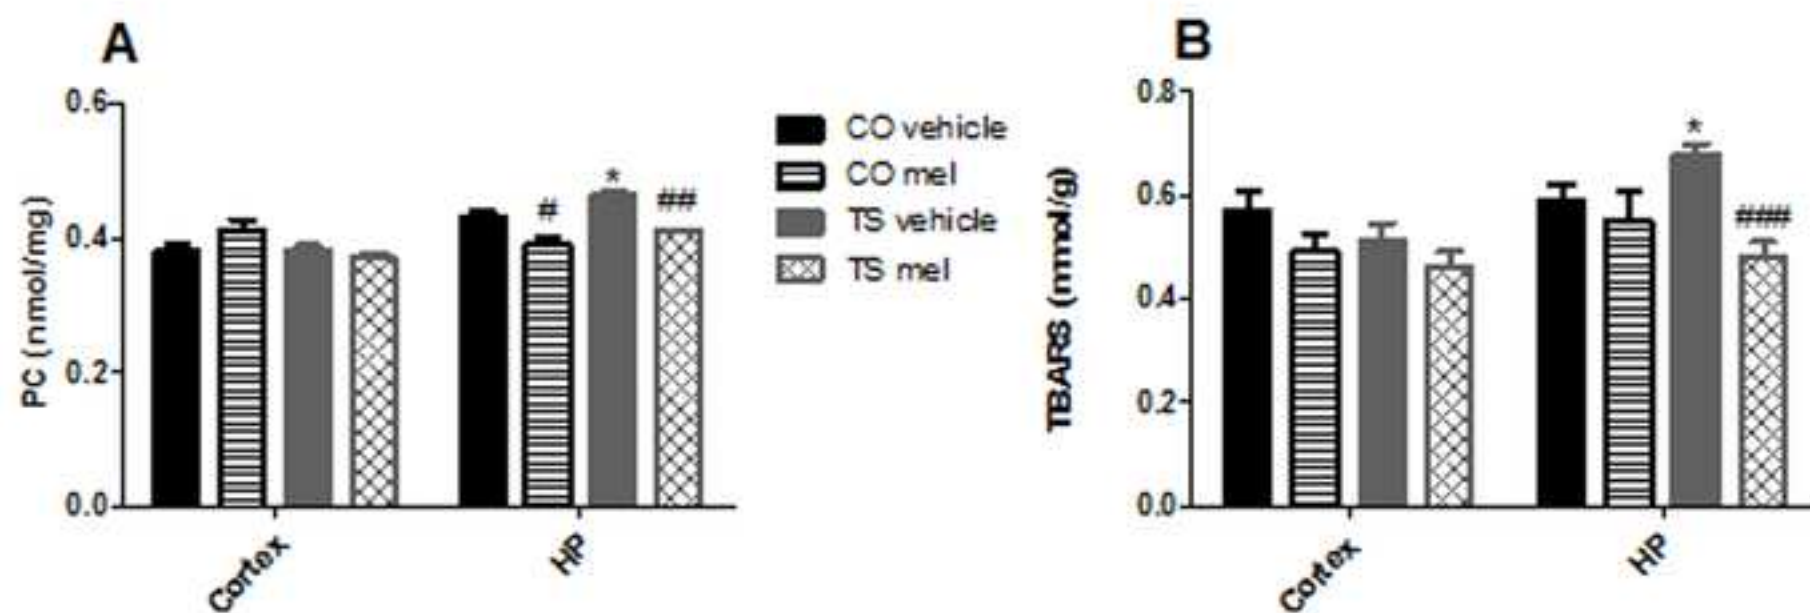 A
PC (nmol/mg)
0.6
0.4
0.2
0.0
#
*
##
Cortex
HP
CO vehicle
CO mel
TS vehicle
TS mel
B
TBARS (nmol/g)
0.8
0.6
0.4
0.2
0.0
*
###
Cortex
HP